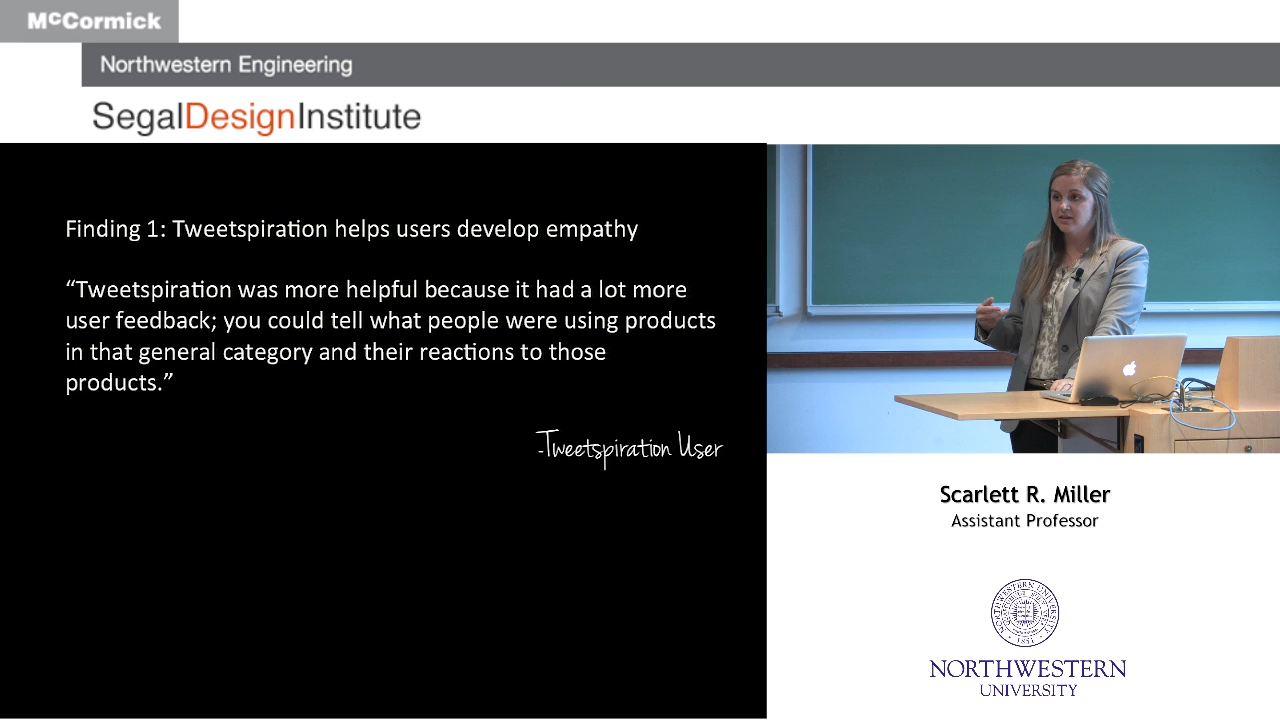 McCormick
Northwestern Engineering
SegalDesignInstitute
Finding 1: Tweetspiration helps users develop empathy
“Tweetspiration was more helpful because it had a lot more
user feedback; you could tell what people were using products
in that general category and their reactions to those
products.”
-Tweetspiration User
Scarlett R. Miller
Assistant Professor
NORTHWESTERN
UNIVERSITY